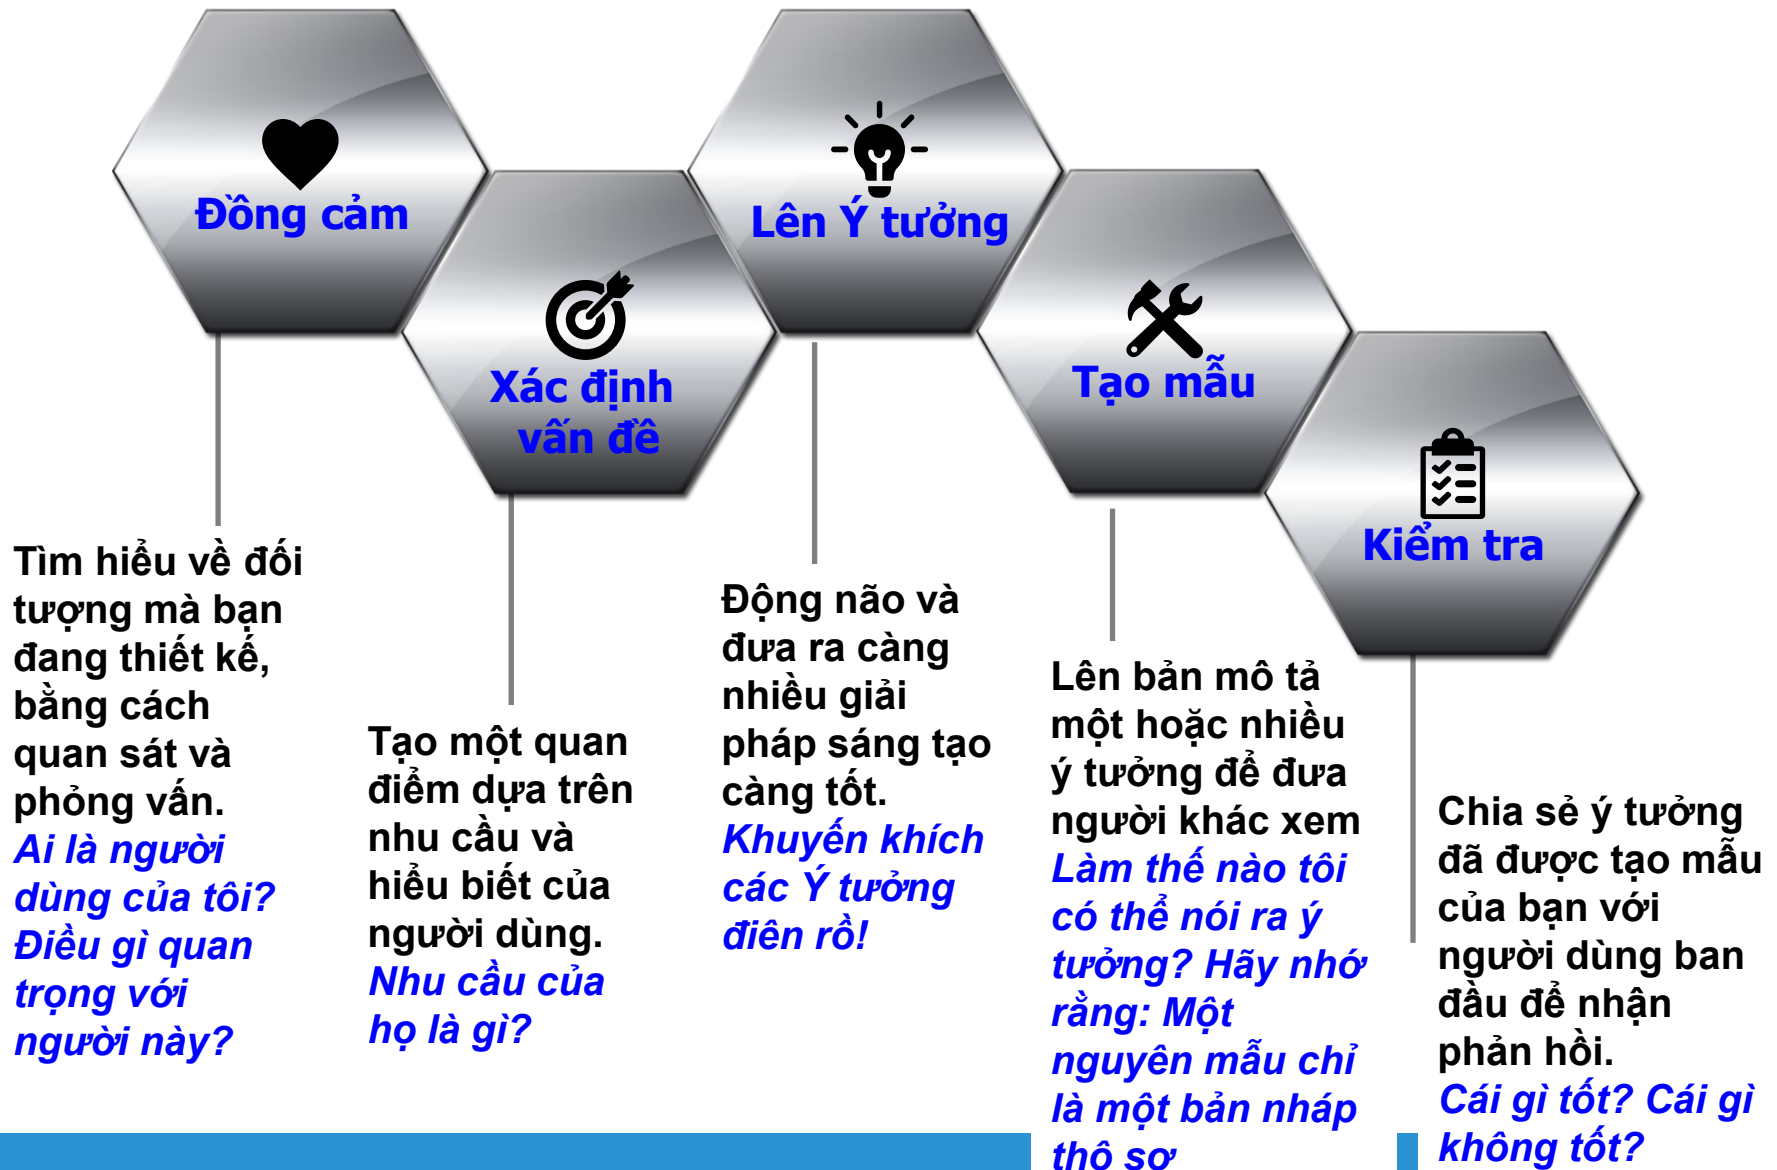 Đồng cảm
Tìm hiểu về đối
tượng mà bạn
đang thiết kế,
bằng cách
quan sát và
phỏng vấn.
Ai là người
dùng của tôi?
Điều gì quan
trọng với
người này?
Xác định
vấn đề
Tạo một quan
điểm dựa trên
nhu cầu và
hiểu biết của
người dùng.
Nhu cầu của
họ là gì?
Lên Ý tưởng
Động não và
đưa ra càng
nhiều giải
pháp sáng tạo
càng tốt.
Khuyến khích
các Ý tưởng
điên rồ!
Tạo mẫu
Lên bản mô tả
một hoặc nhiều
ý tưởng để đưa
người khác xem
Làm thế nào tôi
có thể nói ra ý
tưởng? Hãy nhớ
rằng: Một
nguyên mẫu chỉ
là một bản nháp
thô sơ
Kiểm tra
Chia sẻ ý tưởng
đã được tạo mẫu
của bạn với
người dùng ban
đầu để nhận
phản hồi.
Cái gì tốt? Cái gì
không tốt?